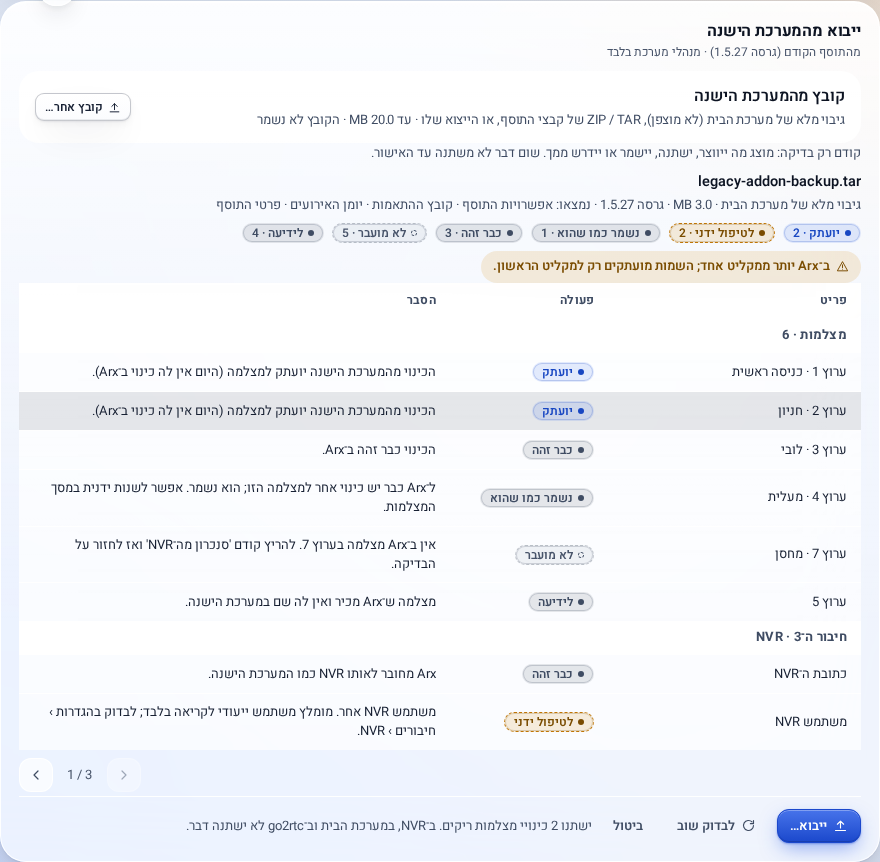 ייבוא מהמערכת הישנה
מהתוסף הקודם (גרסה 1.5.27) · מנהלי מערכת בלבד
קובץ מהמערכת הישנה
גיבוי מלא של מערכת הבית (לא מוצפן), ZIP / TAR של קבצי התוסף, או הייצוא שלו · עד 20.0 MB · הקובץ לא נשמר
קובץ אחר...
קודם רק בדיקה: מוצג מה ייווצר, ישתנה, יישמר או יידרש ממך. שום דבר לא משתנה עד האישור.
legacy-addon-backup.tar
גיבוי מלא של מערכת הבית · 3.0 MB · גרסה 1.5.27 · נמצאו: אפשרויות התוסף · קובץ ההתאמות · יומן האירועים · פרטי התוסף
יועתק · 2
לטיפול ידני · 2
נשמר כמו שהוא · 1
כבר זהה · 3
לא מועבר · 5
לידיעה · 4
ב־Arx יותר ממקליט אחד; השמות מועתקים רק למקליט הראשון.
פריט פעולה הסבר
מצלמות · 6
ערוץ 1 · כניסה ראשית יועתק הכינוי מהמערכת הישנה יועתק למצלמה (היום אין לה כינוי ב־Arx).
ערוץ 2 · חניון יועתק הכינוי מהמערכת הישנה יועתק למצלמה (היום אין לה כינוי ב־Arx).
ערוץ 3 · לובי כבר זהה הכינוי כבר זהה ב־Arx.
ערוץ 4 · מעלית נשמר כמו שהוא ל־Arx כבר יש כינוי אחר למצלמה הזו; הוא נשמר. אפשר לשנות ידנית במסך
המצלמות.
ערוץ 7 · מחסן לא מועבר אין ב־Arx מצלמה בערוץ 7. להריץ קודם 'סנכרון מה־NVR' ואז לחזור על
הבדיקה.
ערוץ 5 לידיעה מצלמה ש־Arx מכיר ואין לה שם במערכת הישנה.
חיבור ה־NVR · 3
כתובת ה־NVR כבר זהה Arx מחובר לאותו NVR כמו המערכת הישנה.
משתמש NVR לטיפול ידני משתמש NVR אחר. מומלץ משתמש ייעודי לקריאה בלבד; לבדוק בהגדרות ›
חיבורים › NVR.
1 / 3
ייבוא...
לבדוק שוב
ביטול
ישתנו 2 כינויי מצלמות ריקים. ב־NVR, במערכת הבית וב־go2rtc לא ישתנה דבר.